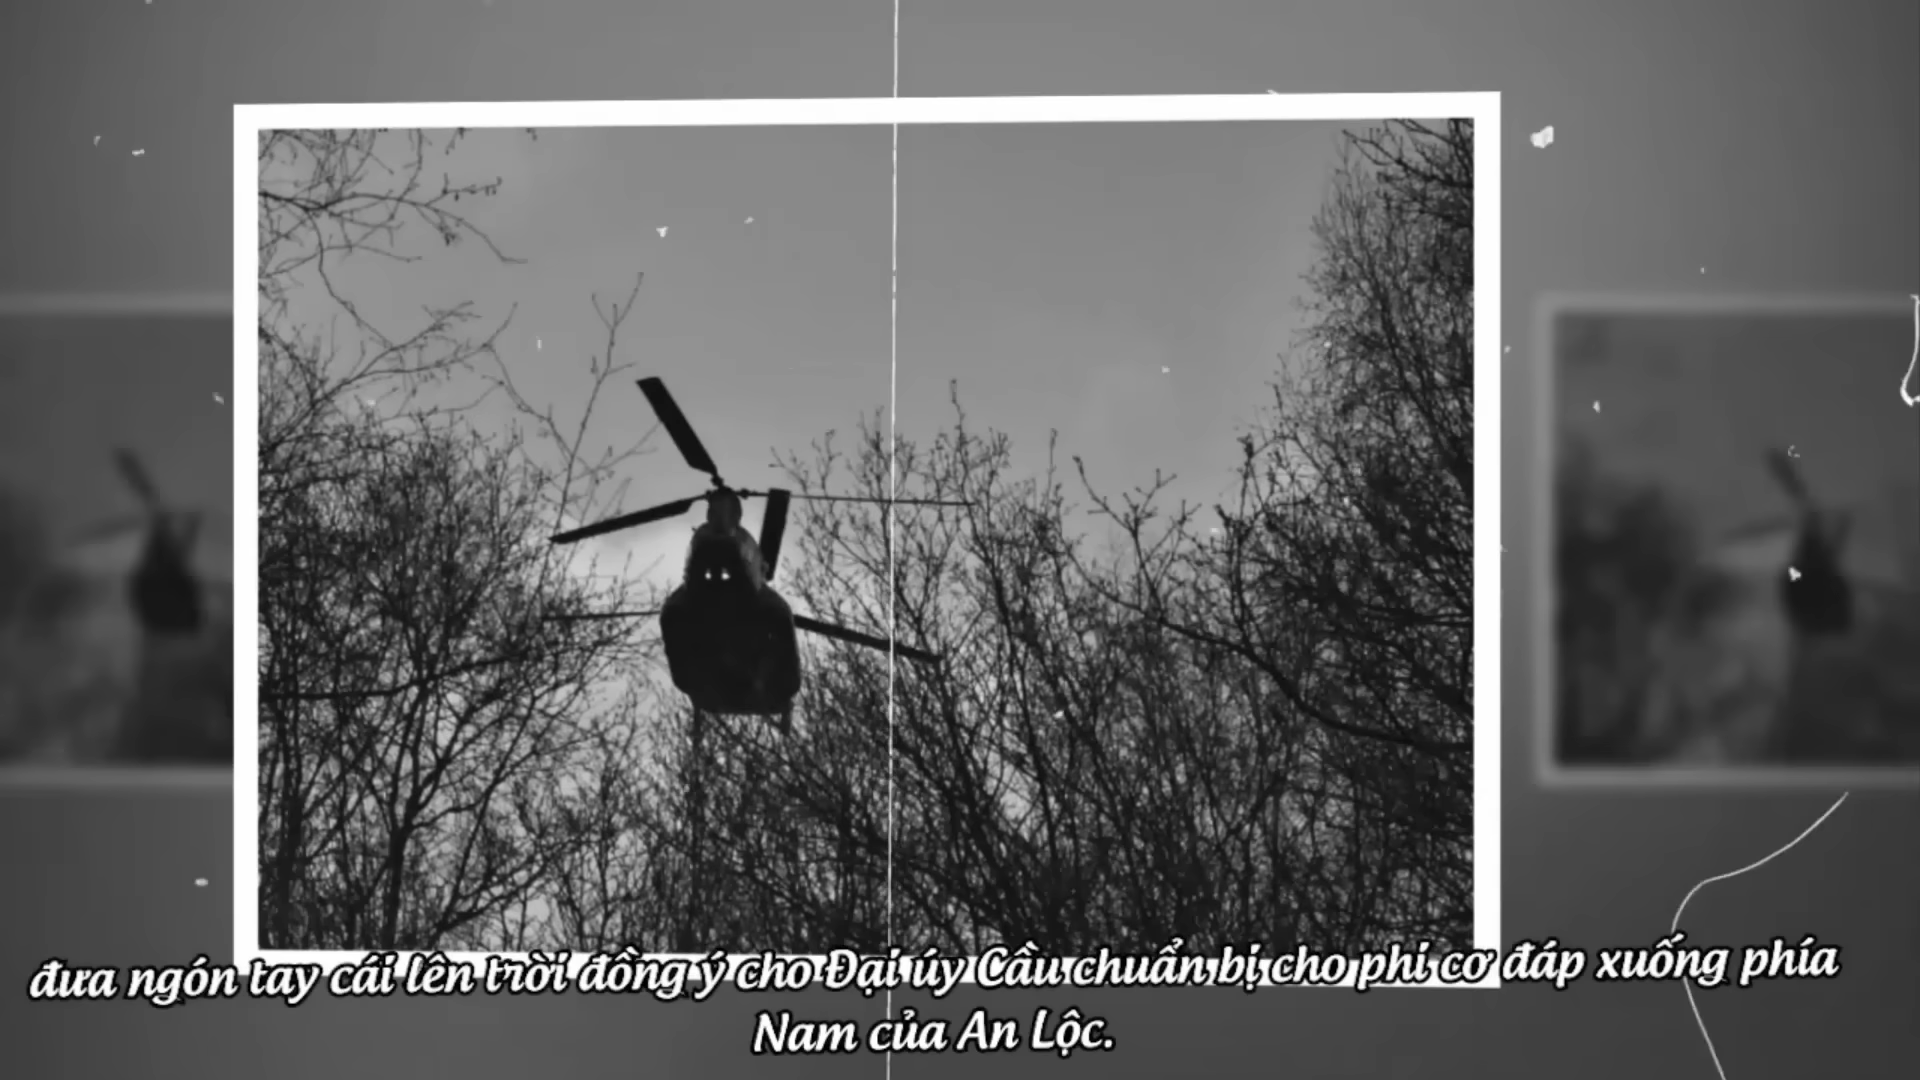 đưa ngón tay cái lên trời đồng ý cho Đại úy Cầu chuẩn bị cho phi cơ đáp xuống phía
Nam của An Lộc.